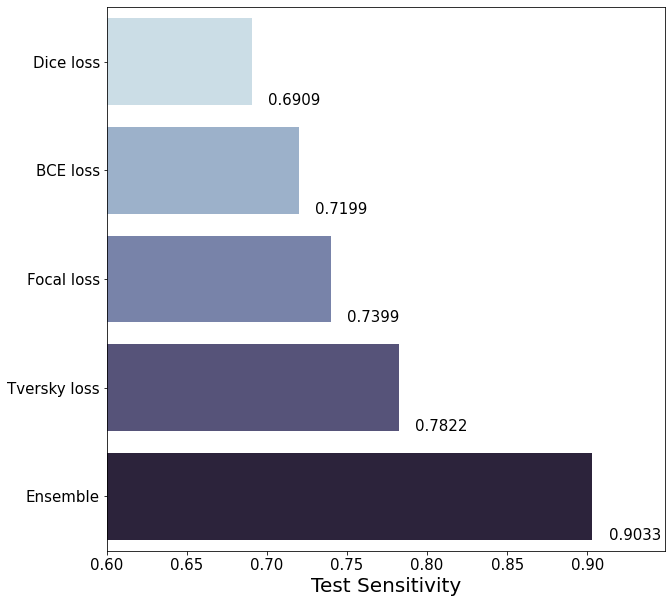 Dice loss
0.6909
BCE loss
0.7199
Focal loss
0.7399
Tversky loss
0.7822
Ensemble
0.9033
0.60 0.65 0.70 0.75 0.80 0.85 0.90
Test Sensitivity